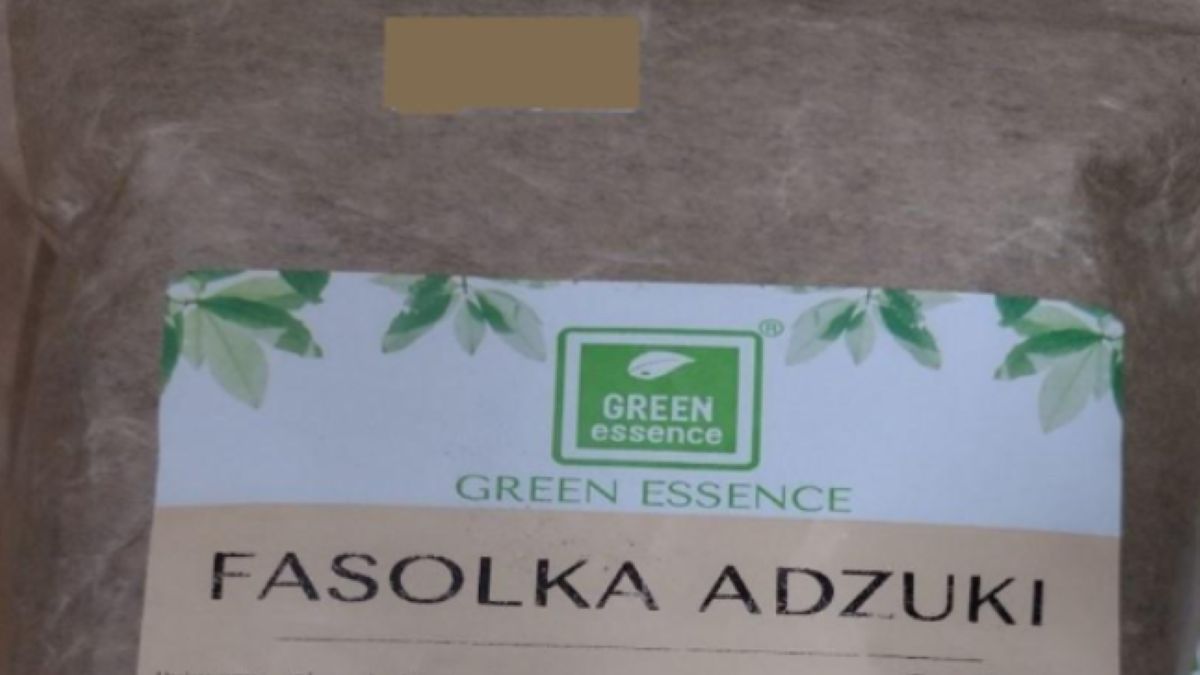 ®
GREEN
essence
GREEN ESSENCE
FASOLKA ADZUKI